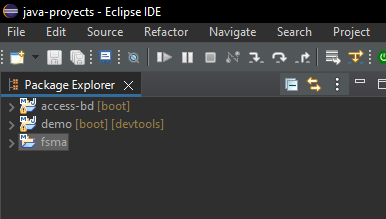 java-proyects - Eclipse IDE
File Edit Source Refactor Navigate Search
Package Explorer
access-bd [boot]
demo [boot] [devtools]
fsma